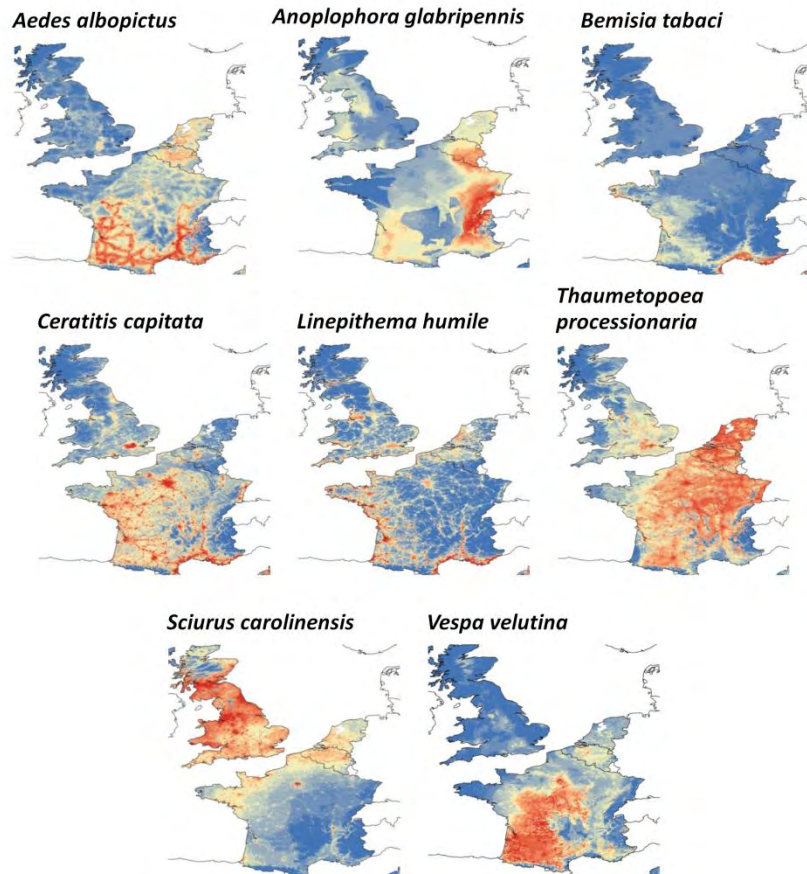 Aedes albopictus
Anoplophora glabripennis
Bemisia tabaci
Ceratitis capitata
Linepithema humile
Thaumetopoea
processionaria
Sciurus carolinensis
Vespa velutina